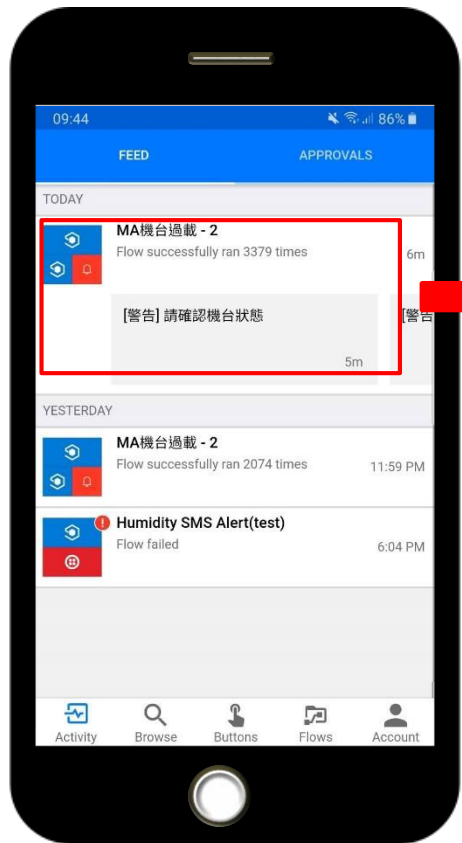 09:44
86%
FEED
APPROVALS
TODAY
MA機台過載 - 2
Flow successfully ran 3379 times
6m
[警告] 請確認機台狀態
[警告
5m
YESTERDAY
MA機台過載 - 2
Flow successfully ran 2074 times
11:59 PM
Humidity SMS Alert(test)
Flow failed
6:04 PM
Activity
Browse
Buttons
Flows
Account